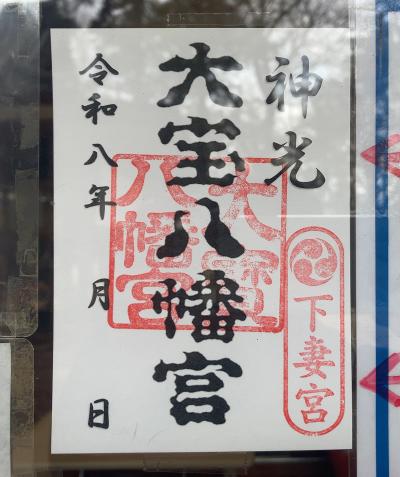 神光
下妻宮
大宝八幡宮
大寳
八幡宮
令和八年 月 日